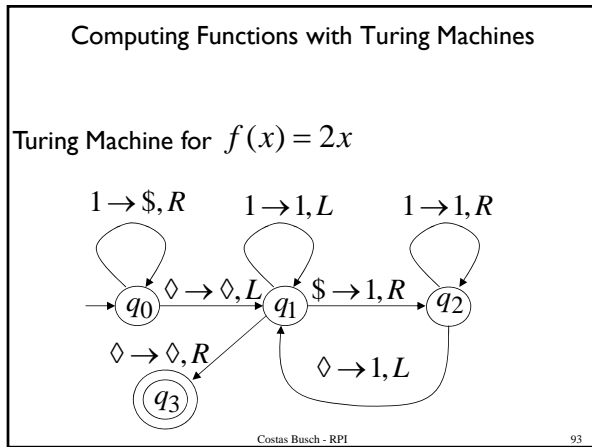 Computing Functions with Turing Machines
Turing Machine for f(x) = 2x
1 → $, R
1 → 1, L
1 → 1, R
q0
◊ → ◊, L
q1
$ → 1, R
q2
◊ → ◊, R
◊ → 1, L
q3
Costas Busch - RPI
93